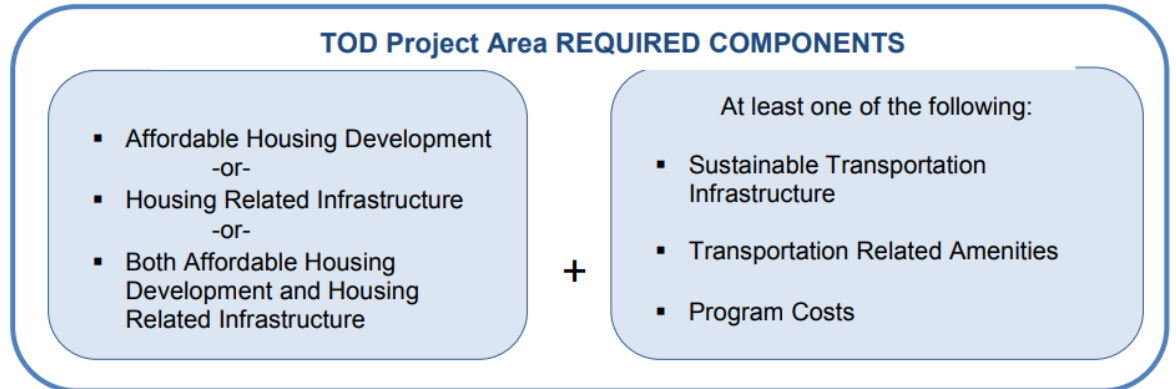 TOD Project Area REQUIRED COMPONENTS
▪ Affordable Housing Development
-or-
▪ Housing Related Infrastructure
-or-
▪ Both Affordable Housing
Development and Housing
Related Infrastructure
+
At least one of the following:
▪ Sustainable Transportation
Infrastructure
▪ Transportation Related Amenities
▪ Program Costs